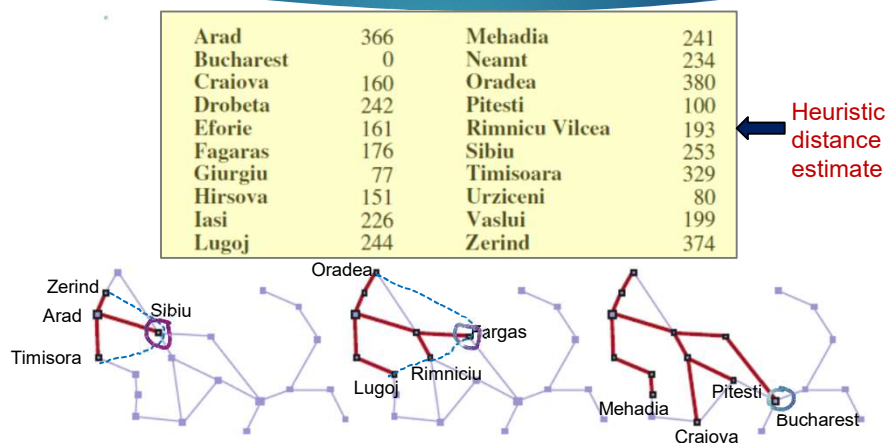 Arad 366 Mehadia 241
Bucharest 0 Neamt 234
Craiova 160 Oradea 380
Drobeta 242 Pitesti 100
Eforie 161 Rimnicu Vilcea 193
Fagaras 176 Sibiu 253
Giurgiu 77 Timisoara 329
Hirsova 151 Urziceni 80
Iasi 226 Vaslui 199
Lugoj 244 Zerind 374
Heuristic
distance
estimate
Zerind
Arad
Timisora
Sibiu
Oradea
Fargas
Lugoj
Rimniciu
Mehadia
Pitesti
Craiova
Bucharest